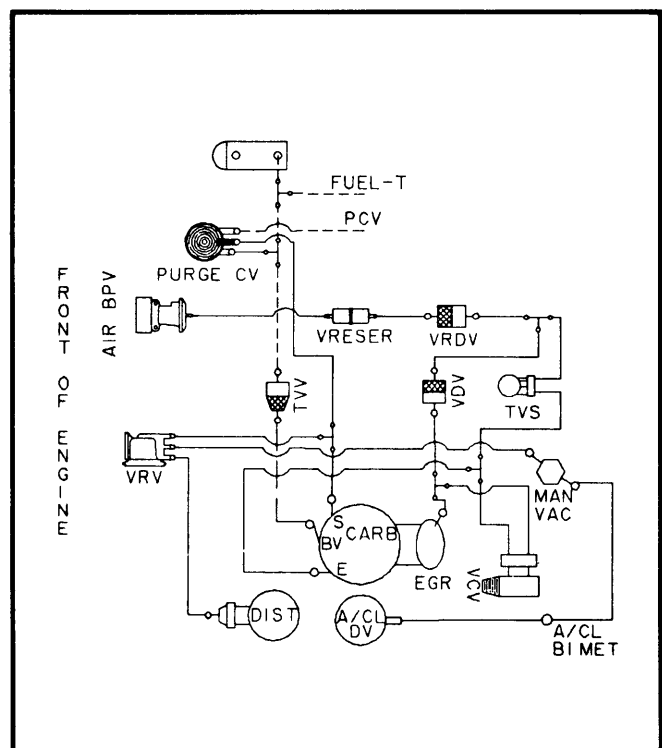 FUEL-T
PCV
PURGE CV
FRONT OF ENGINE
AIR BPV
VRESER
VRDV
TVV
VDV
TVS
VRV
MAN
VAC
S
CARB
BV
E
EGR
VCV
DIST
A/CL
DV
A/CL
BIMET